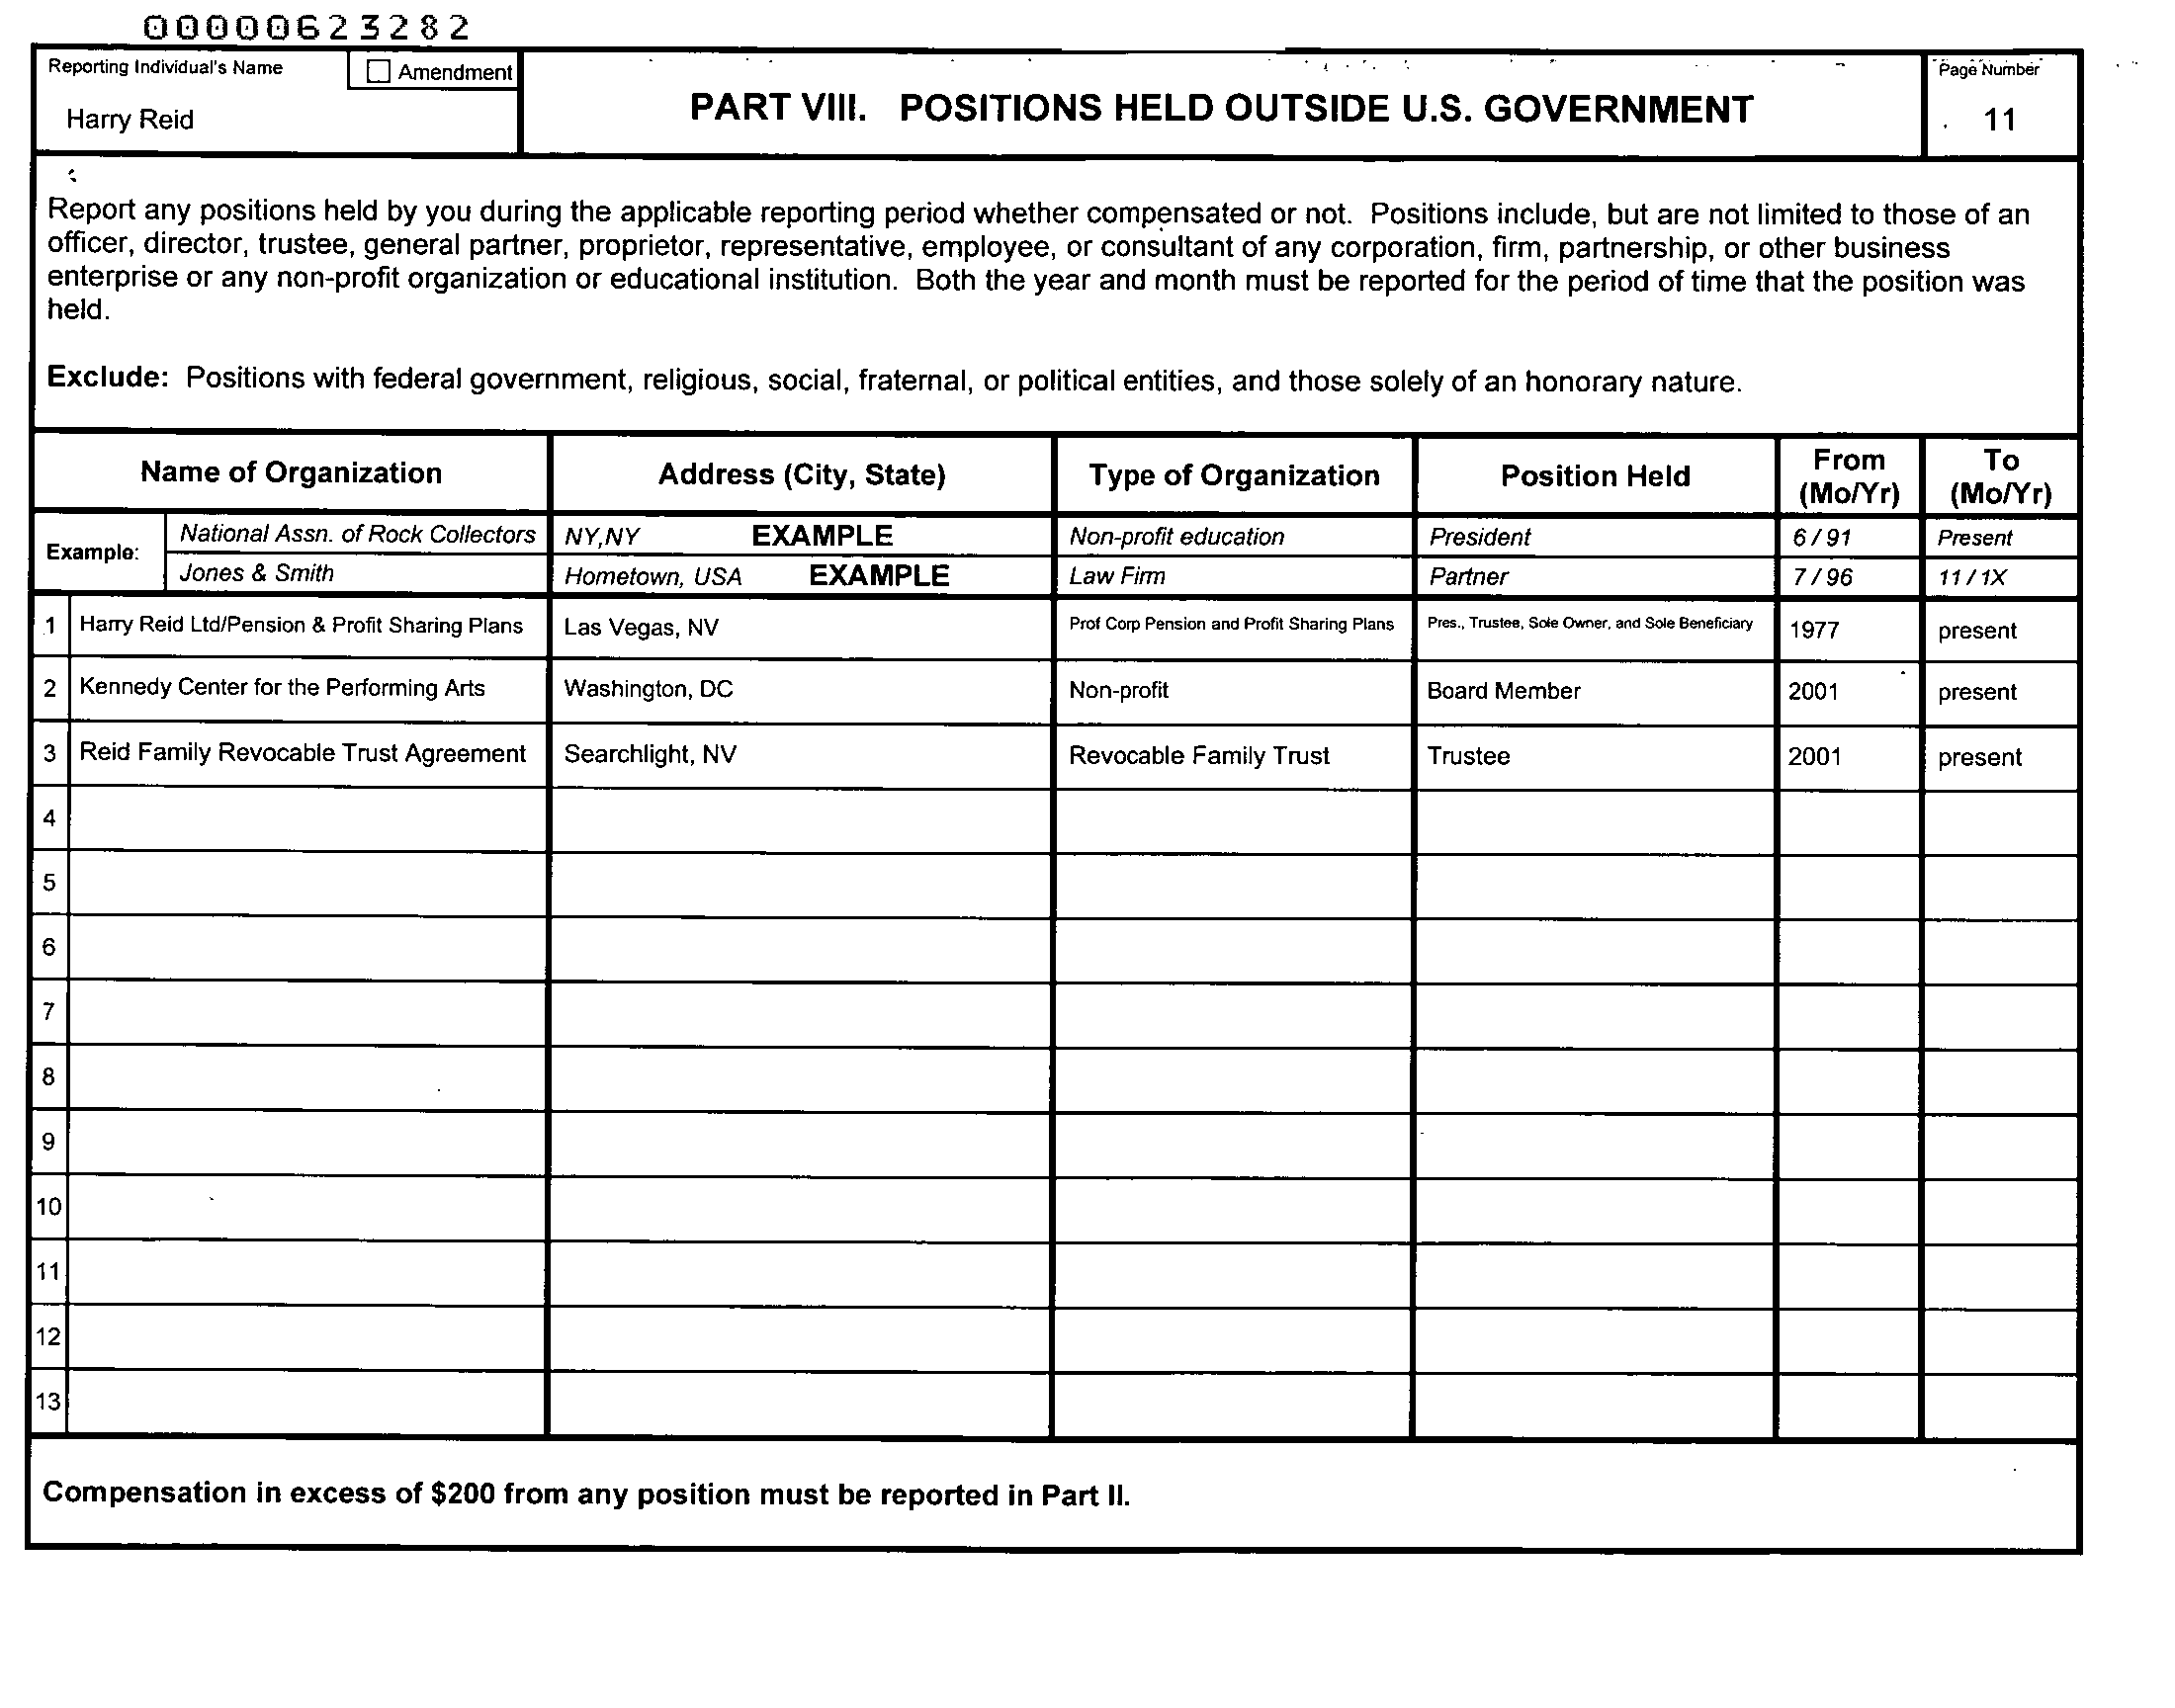 00000623282
Reporting Individual's Name
Amendment
Harry Reid
PART VIII. POSITIONS HELD OUTSIDE U.S. GOVERNMENT
Page Number
11
Report any positions held by you during the applicable reporting period whether compensated or not. Positions include, but are not limited to those of an
officer, director, trustee, general partner, proprietor, representative, employee, or consultant of any corporation, firm, partnership, or other business
enterprise or any non-profit organization or educational institution. Both the year and month must be reported for the period of time that the position was
held.
Exclude: Positions with federal government, religious, social, fraternal, or political entities, and those solely of an honorary nature.
Name of Organization Address (City, State) Type of Organization Position Held From (Mo/Yr) To (Mo/Yr)
Example: National Assn. of Rock Collectors NY,NY EXAMPLE Non-profit education President 6 / 91 Present
Jones & Smith Hometown, USA EXAMPLE Law Firm Partner 7 / 96 11 / 1X
1 Harry Reid Ltd/Pension & Profit Sharing Plans Las Vegas, NV Prof Corp Pension and Profit Sharing Plans Pres., Trustee, Sole Owner, and Sole Beneficiary 1977 present
2 Kennedy Center for the Performing Arts Washington, DC Non-profit Board Member 2001 present
3 Reid Family Revocable Trust Agreement Searchlight, NV Revocable Family Trust Trustee 2001 present
4
5
6
7
8
9
10
11
12
13
Compensation in excess of $200 from any position must be reported in Part II.